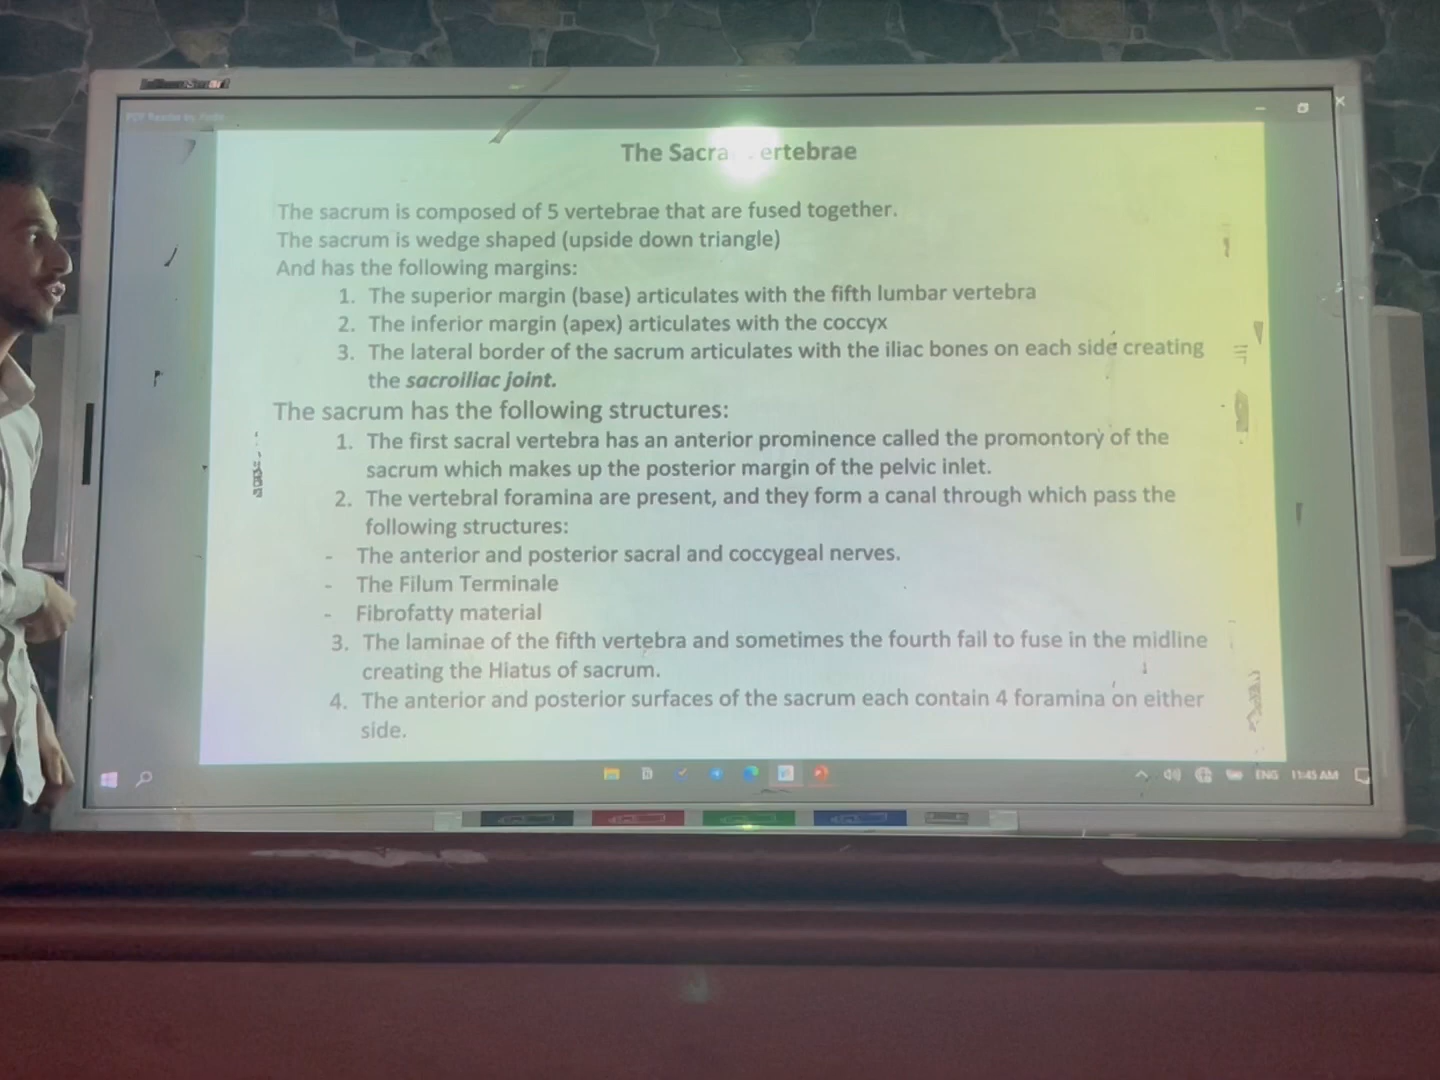 PDF Reader by
The Sacra ertebrae
The sacrum is composed of 5 vertebrae that are fused together.
The sacrum is wedge shaped (upside down triangle)
And has the following margins:
1. The superior margin (base) articulates with the fifth lumbar vertebra
2. The inferior margin (apex) articulates with the coccyx
3. The lateral border of the sacrum articulates with the iliac bones on each side creating
the sacroiliac joint.
The sacrum has the following structures:
1. The first sacral vertebra has an anterior prominence called the promontory of the
sacrum which makes up the posterior margin of the pelvic inlet.
2. The vertebral foramina are present, and they form a canal through which pass the
following structures:
- The anterior and posterior sacral and coccygeal nerves.
- The Filum Terminale
- Fibrofatty material
3. The laminae of the fifth vertebra and sometimes the fourth fail to fuse in the midline
creating the Hiatus of sacrum.
4. The anterior and posterior surfaces of the sacrum each contain 4 foramina on either
side.
ENG 11:45 AM